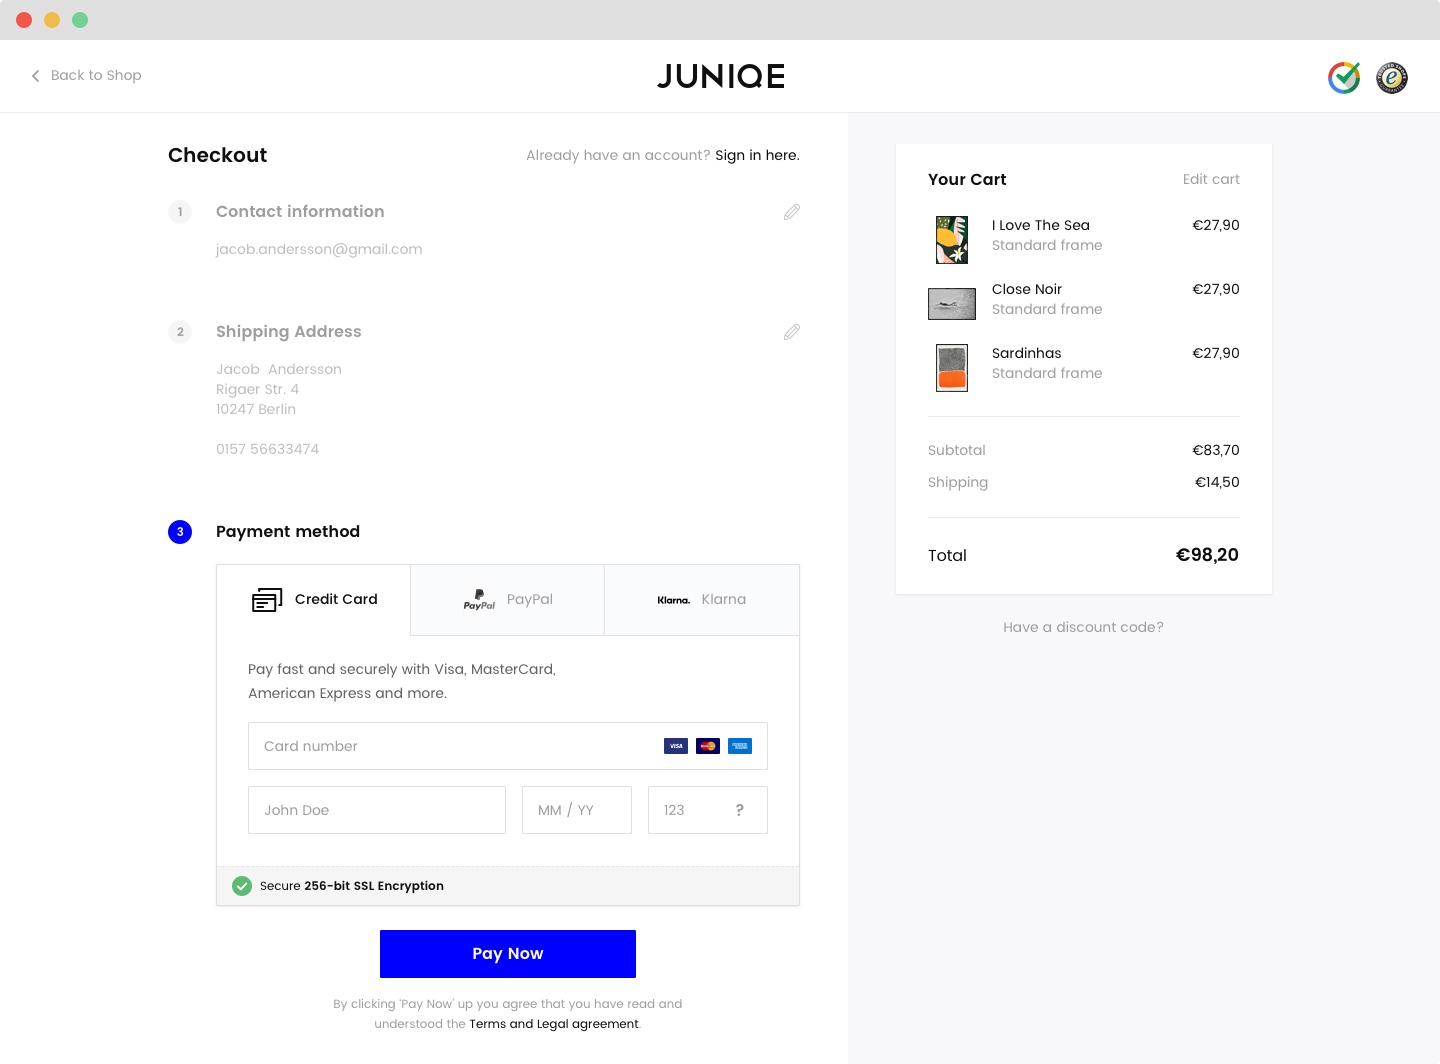 Back to Shop
JUNIQE
Checkout
Already have an account? Sign in here.
1
Contact information
jacob.andersson@gmail.com
2
Shipping Address
Jacob  Andersson
Rigaer Str. 4
10247 Berlin
0157 56633474
3
Payment method
Credit Card
PayPal PayPal
Klarna. Klarna
Pay fast and securely with Visa, MasterCard,
American Express and more.
Card number
VISA
John Doe
MM / YY
123
?
Secure 256-bit SSL Encryption
Pay Now
By clicking 'Pay Now' up you agree that you have read and
understood the Terms and Legal agreement.
Your Cart
Edit cart
I Love The Sea €27,90
Standard frame
Close Noir €27,90
Standard frame
Sardinhas €27,90
Standard frame
Subtotal €83,70
Shipping €14,50
Total €98,20
Have a discount code?